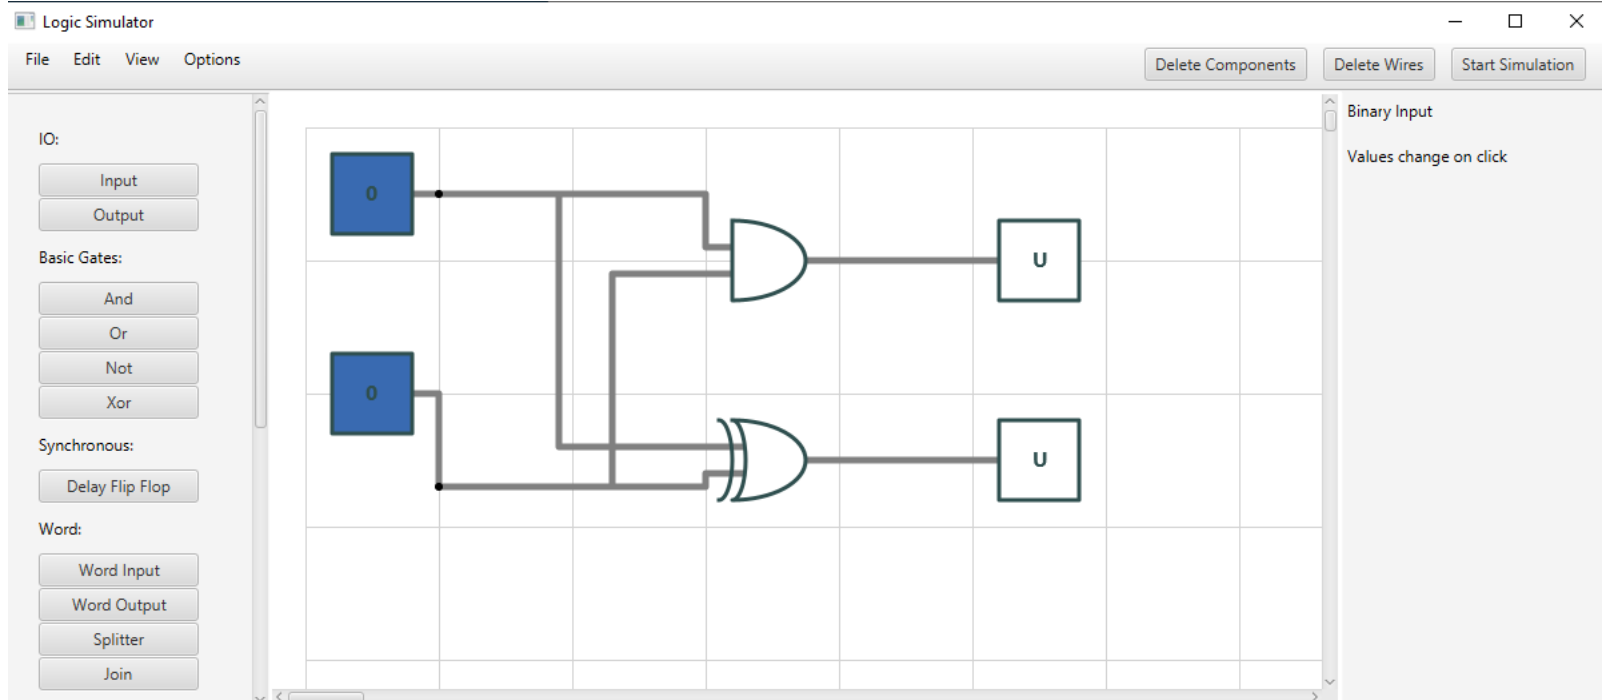 Logic Simulator
File Edit View Options
Delete Components Delete Wires Start Simulation
IO:
Input
Output
Basic Gates:
And
Or
Not
Xor
Synchronous:
Delay Flip Flop
Word:
Word Input
Word Output
Splitter
Join
0
U
0
U
Binary Input
Values change on click